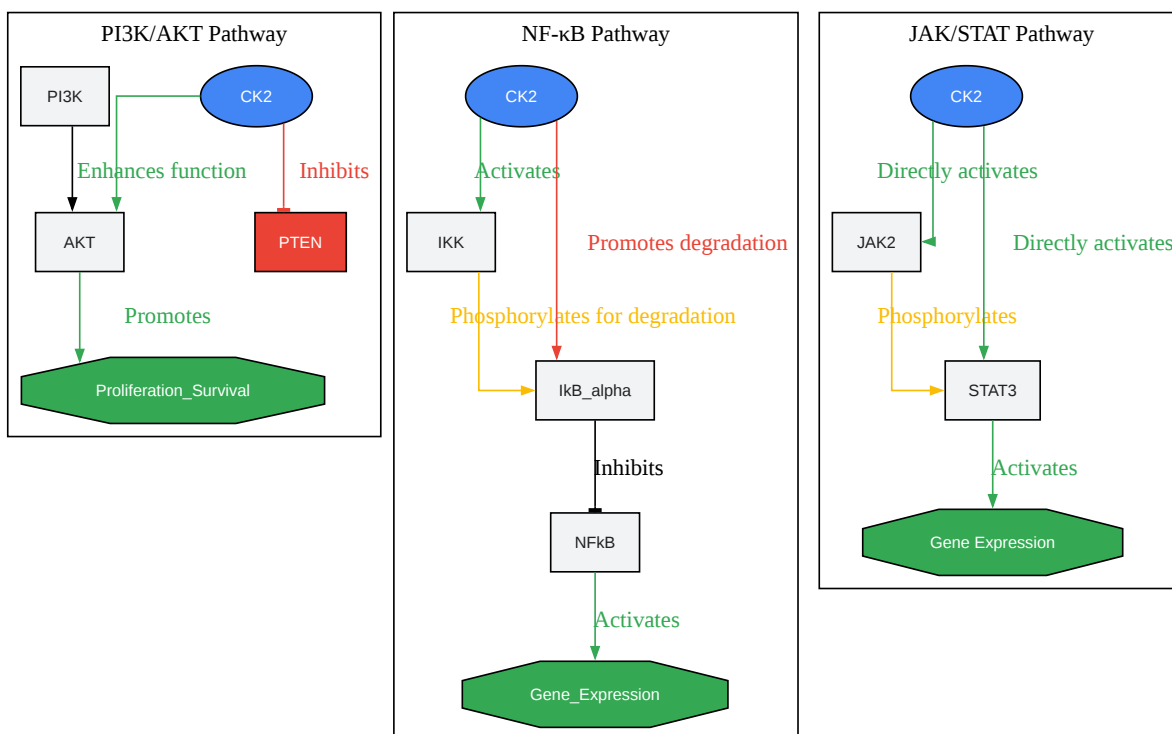 PI3K/AKT Pathway
PI3K
CK2
Enhances function
Inhibits
AKT
PTEN
Promotes
Proliferation_Survival
NF-κB Pathway
CK2
Activates
IKK
Promotes degradation
Phosphorylates for degradation
IkB_alpha
Inhibits
NFkB
Activates
Gene_Expression
JAK/STAT Pathway
CK2
Directly activates
JAK2
Directly activates
Phosphorylates
STAT3
Activates
Gene Expression